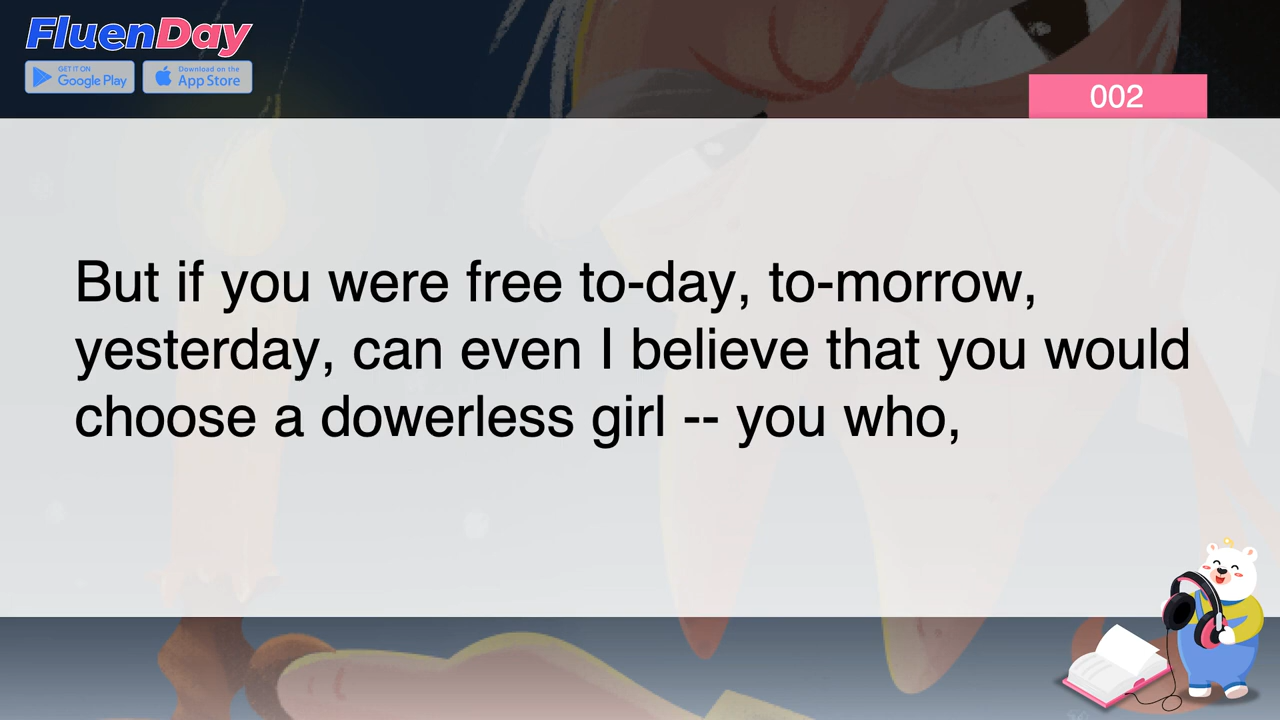 FluenDay
GET IT ON
Google Play
Download on the
App Store
002
But if you were free to-day, to-morrow,
yesterday, can even I believe that you would
choose a dowerless girl -- you who,